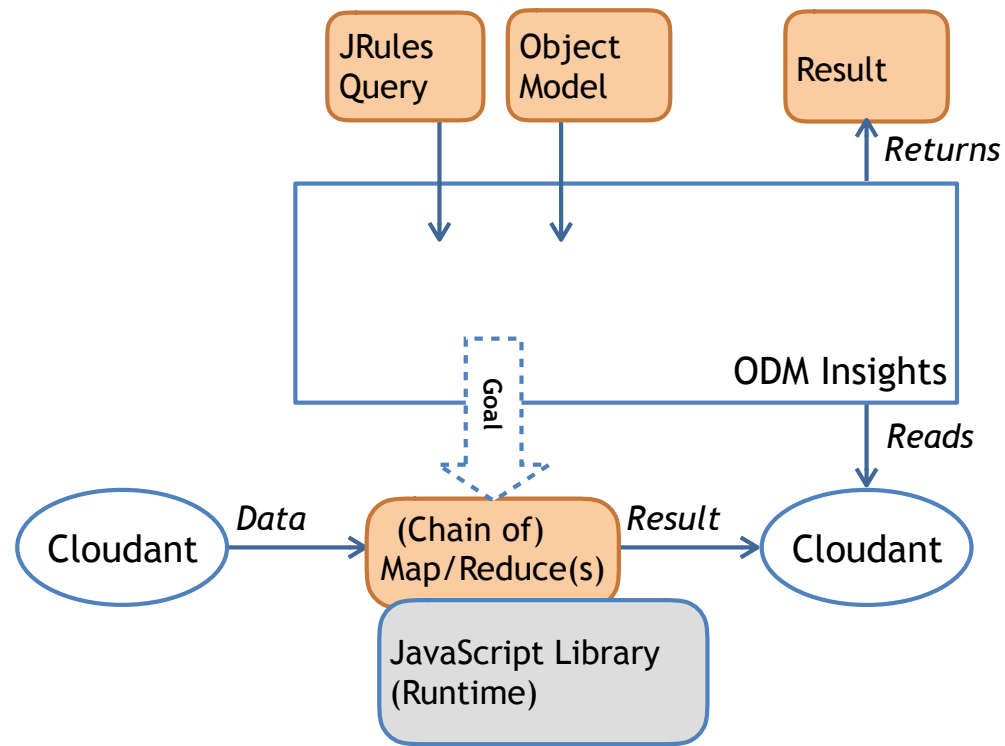 JRules
Query
Object
Model
Result
Returns
ODM Insights
Goal
Reads
Cloudant
Data
(Chain of)
Map/Reduce(s)
Result
Cloudant
JavaScript Library
(Runtime)